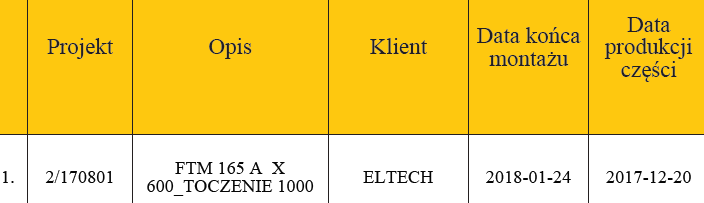 Projekt
Opis
Klient
Data końca
montażu
Data
produkcji
części
1.
2/170801
FTM 165 A X
600_TOCZENIE 1000
ELTECH
2018-01-24
2017-12-20